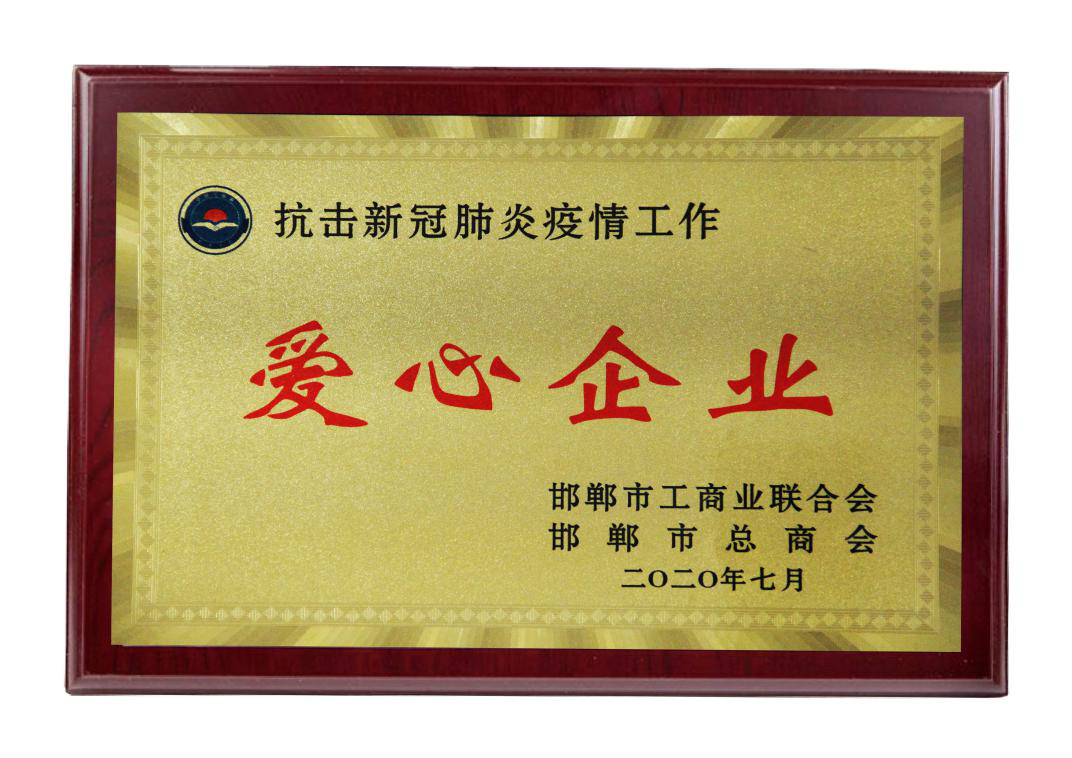 抗击新冠肺炎疫情工作
爱心企业
邯郸市工商业联合会
邯郸市总商会
二〇二〇年七月